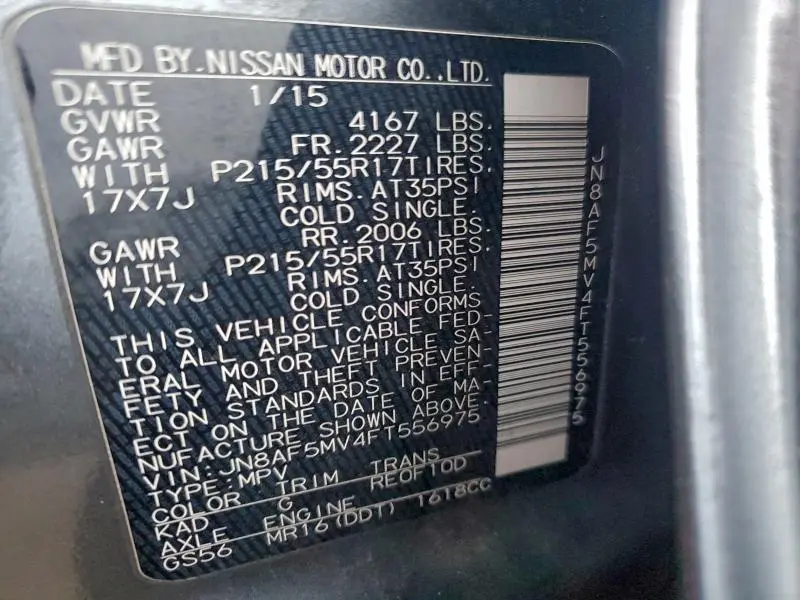 MFD BY.NISSAN MOTOR CO.,LTD.
DATE 1/15
GVWR 4167 LBS.
GAWR FR.2227 LBS.
WITH P215/55R17TIRES.
17X7J RIMS.AT35PSI
COLD SINGLE.
GAWR RR.2006 LBS.
WITH P215/55R17TIRES.
17X7J RIMS.AT35PSI
COLD SINGLE.
THIS VEHICLE CONFORMS
TO ALL APPLICABLE FED-
ERAL MOTOR VEHICLE SA-
FETY AND THEFT PREVEN-
TION STANDARDS IN EFF-
ECT ON THE DATE OF MA-
NUFACTURE SHOWN ABOVE.
VIN:JN8AF5MV4FT556975
TYPE:MPV
COLOR TRIM TRANS
KAD G RE0F10D
AXLE ENGINE
GS56 MR16(DDT) 1618CC
JN8AF5MV4FT556975